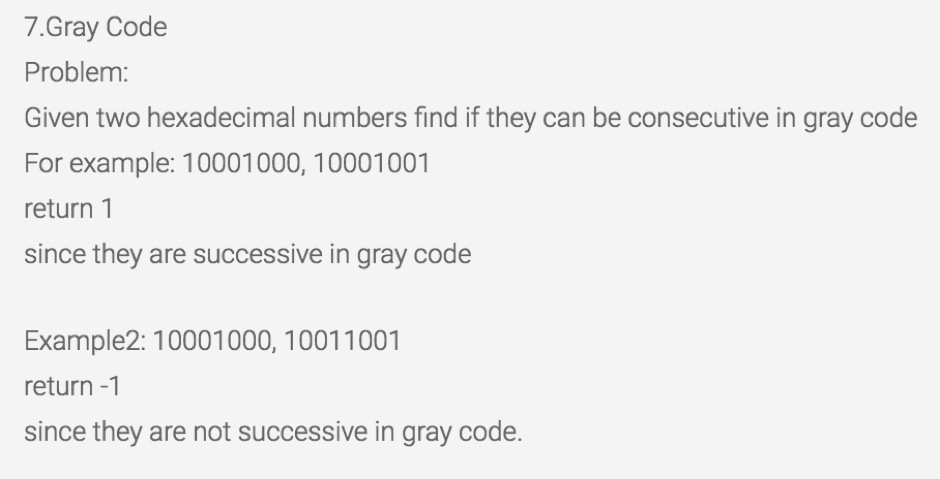 7.Gray Code
Problem:
Given two hexadecimal numbers find if they can be consecutive in gray code
For example: 10001000, 10001001
return 1
since they are successive in gray code
Example2: 10001000, 10011001
return -1
since they are not successive in gray code.